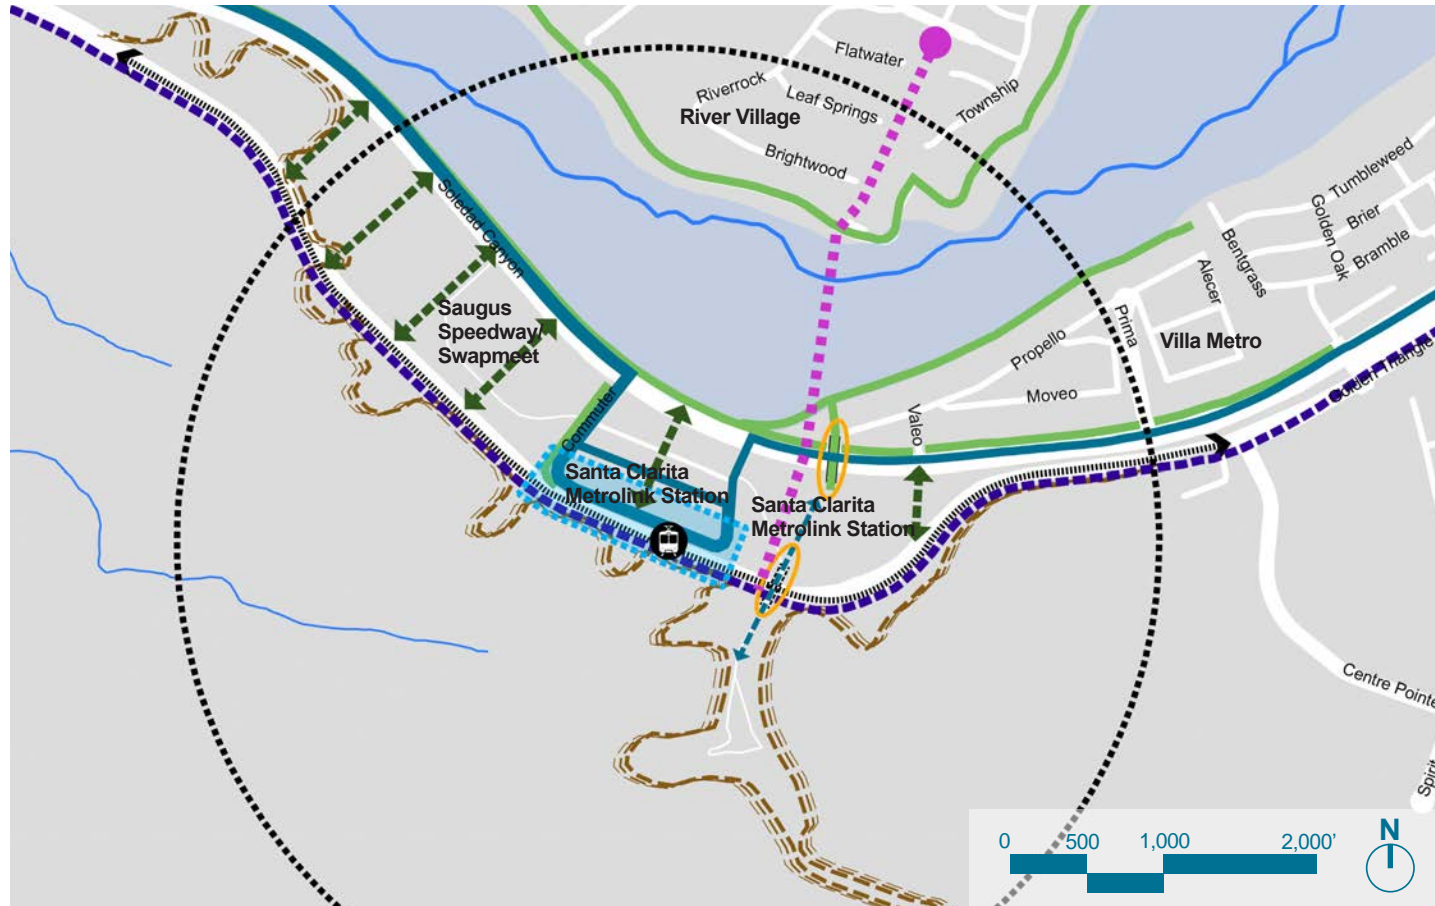 Flatwater
Riverrock
Leaf Springs
Township
River Village
Brightwood
Tumbleweed
Golden Oak
Brier
Bramble
Bentgrass
Alecer
Soledad Canyon
Saugus
Speedway/
Swapmeet
Prima
Propello
Villa Metro
Moveo
Golden Triangle
Valeo
Commuter
Santa Clarita
Metrolink Station
Santa Clarita
Metrolink Station
Centre Pointe
Spirit
0 500 1,000 2,000’
N